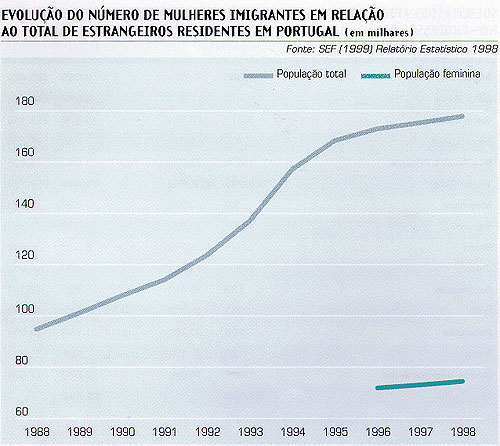 EVOLUÇÃO DO NÚMERO DE MULHERES IMIGRANTES EM RELAÇÃO
AO TOTAL DE ESTRANGEIROS RESIDENTES EM PORTUGAL (em milhares)
Fonte: SEF (1999) Relatório Estatístico 1998
População total População feminina
180
160
140
120
100
80
60
1988 1989 1990 1991 1992 1993 1994 1995 1996 1997 1998